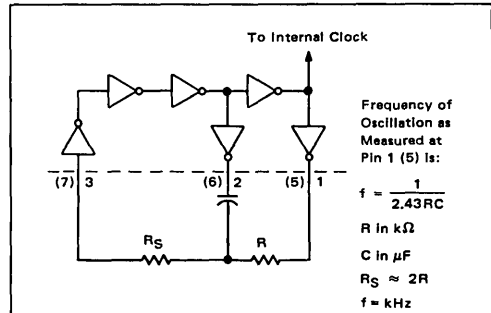 To Internal Clock
Frequency of
Oscillation as
Measured at
Pin 1 (5) is:
f = 1 / 2.43RC
R in kΩ
C in μF
RS ≈ 2R
f = kHz
(7) 3 (6) 2 (5) 1
RS R